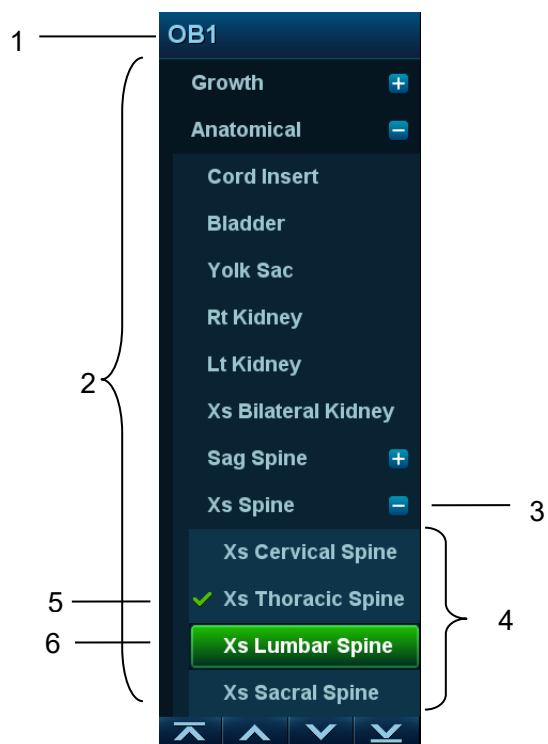 OB1
1
Growth
Anatomical
Cord Insert
Bladder
Yolk Sac
Rt Kidney
Lt Kidney
2
Xs Bilateral Kidney
Sag Spine
Xs Spine
3
Xs Cervical Spine
5
Xs Thoracic Spine
4
6
Xs Lumbar Spine
Xs Sacral Spine